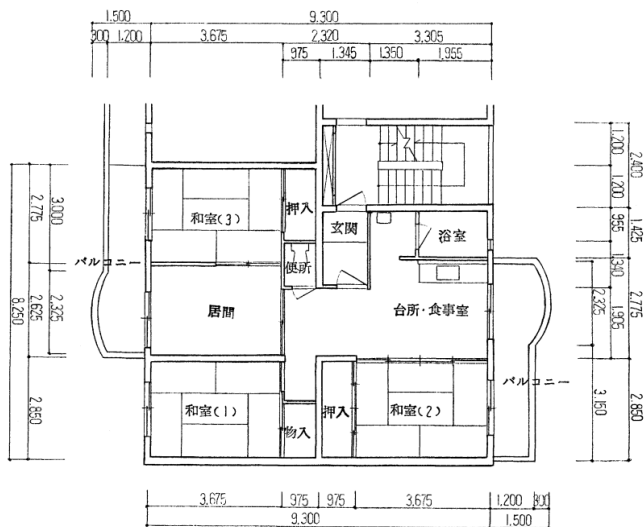 1.500
9.300
300
1.200
3.675
2.320
3.305
975
1.345
1.350
1.955
和室(3)
押入
玄関
浴室
便所
バルコニー
居間
台所・食事室
バルコニー
和室(1)
物入
押入
和室(2)
8.250
2.775
2.625
2.850
3.000
2.325
1.200
1.200
955
1.340
1.905
2.400
1.425
2.775
2.850
2.325
3.150
3.675
975
975
3.675
1.200
300
9.300
1.500